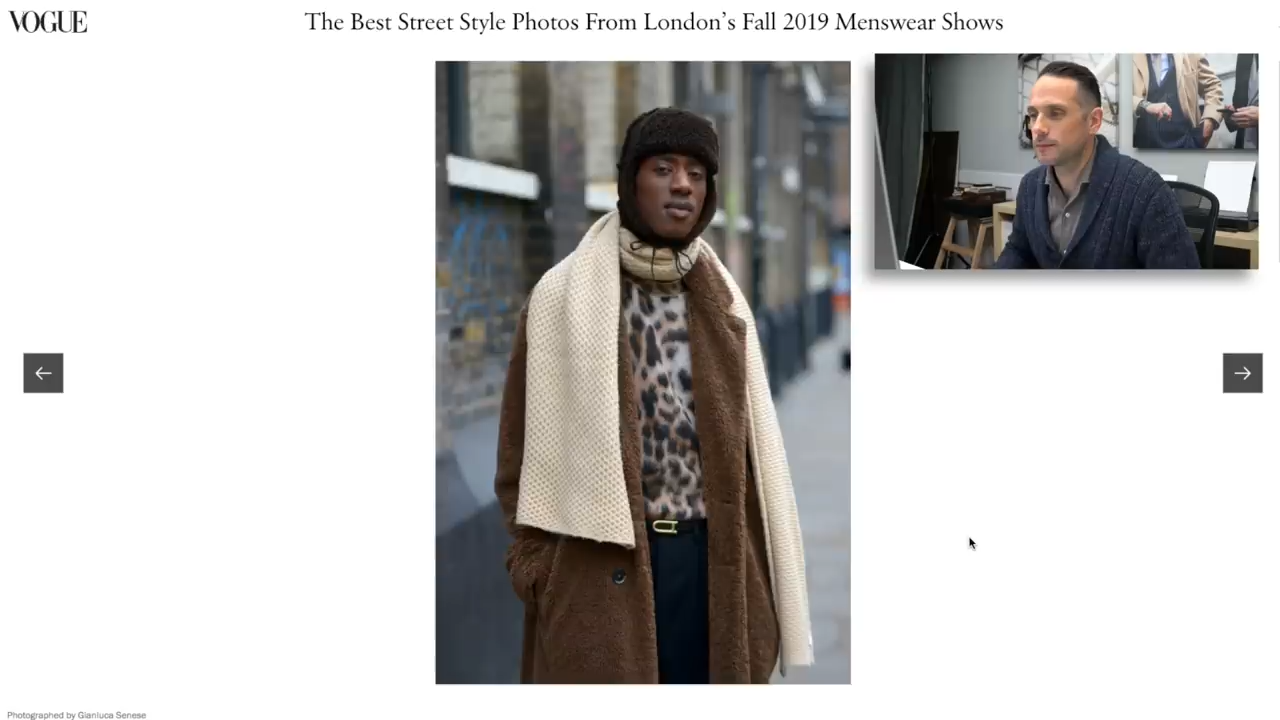 VOGUE
The Best Street Style Photos From London's Fall 2019 Menswear Shows
Photographed by Gianluca Senese